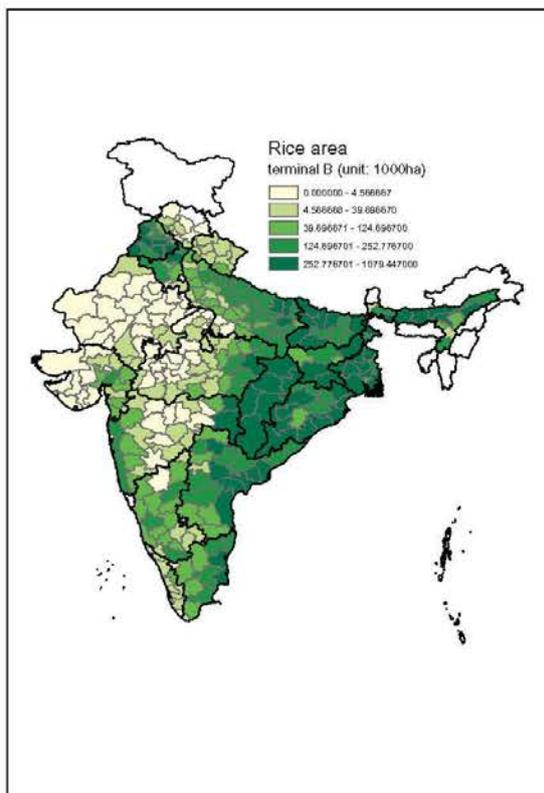 Rice area
terminal B (unit: 1000ha)
0.000000 - 4.566667
4.566668 - 39.696670
39.696671 - 124.696700
124.696701 - 252.776700
252.776701 - 1079.447000